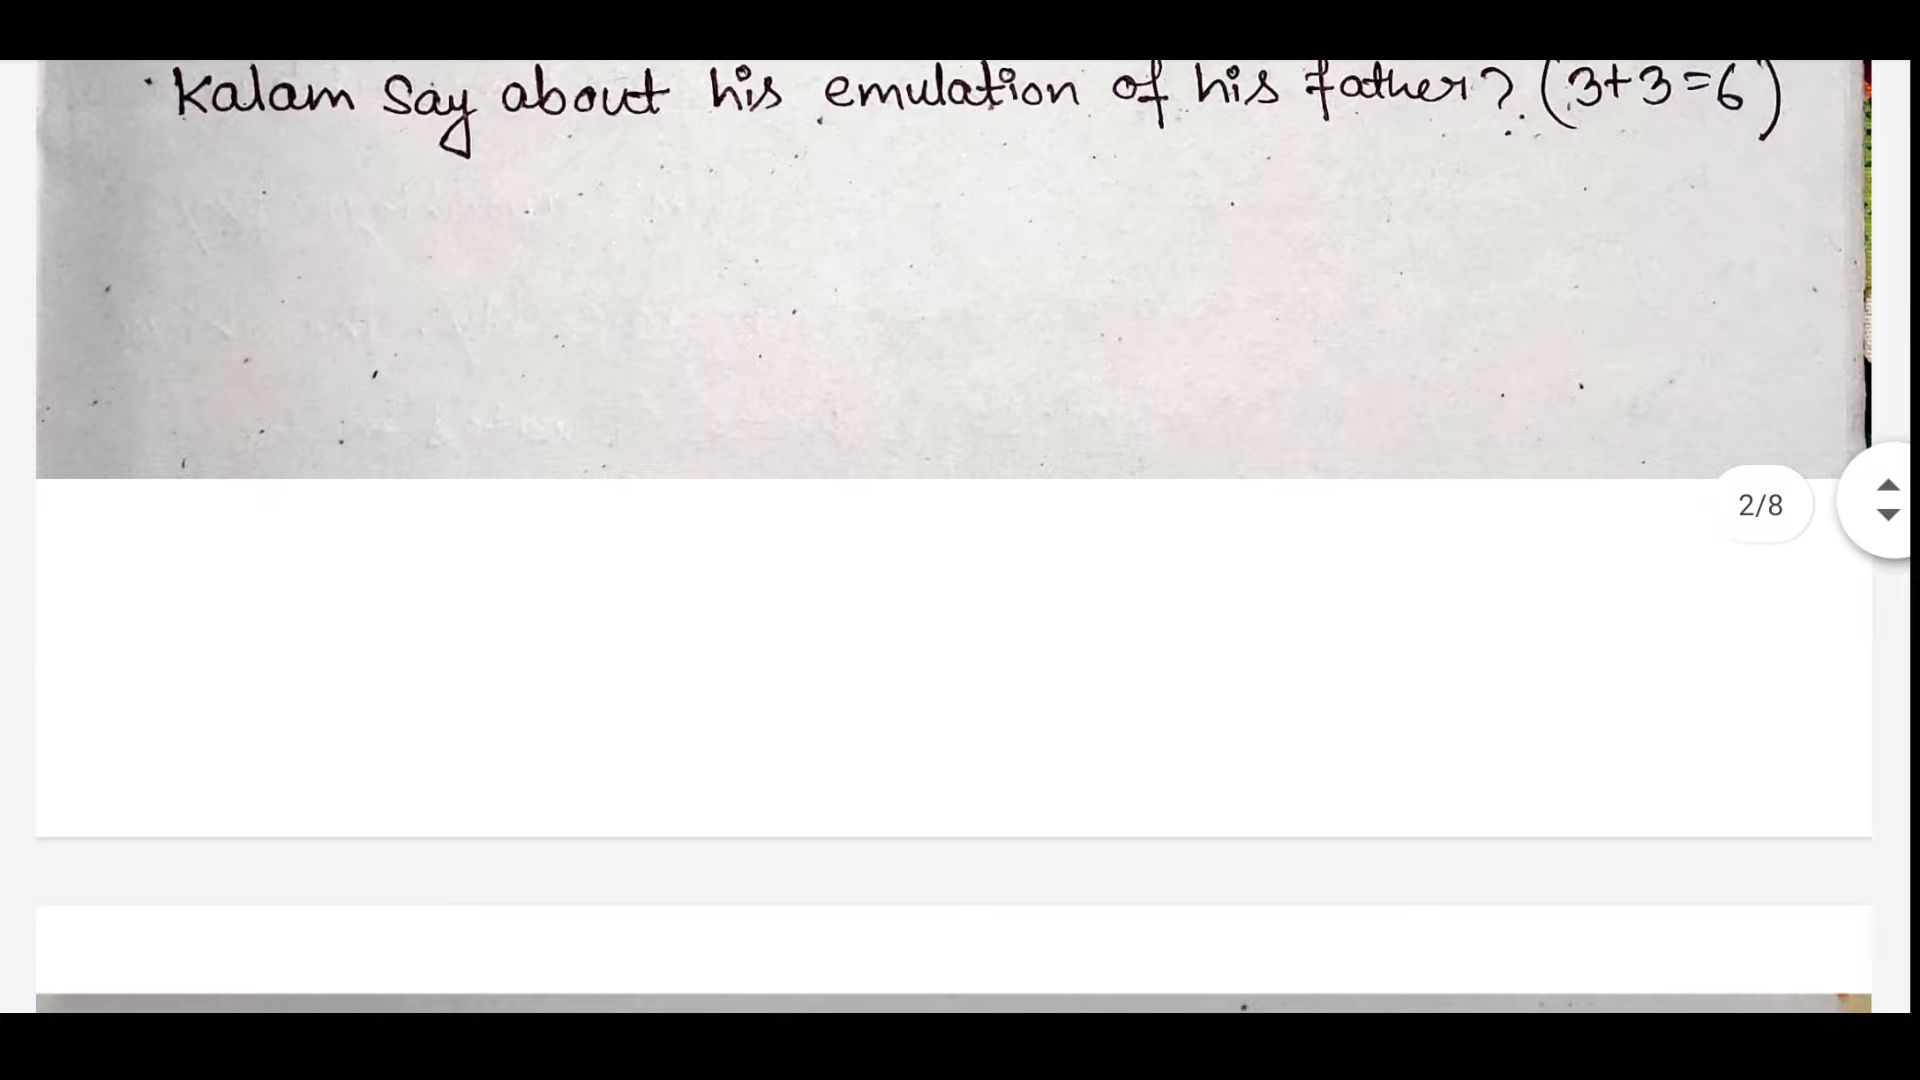 Kalam say about his emulation of his father? (3+3=6)
2/8